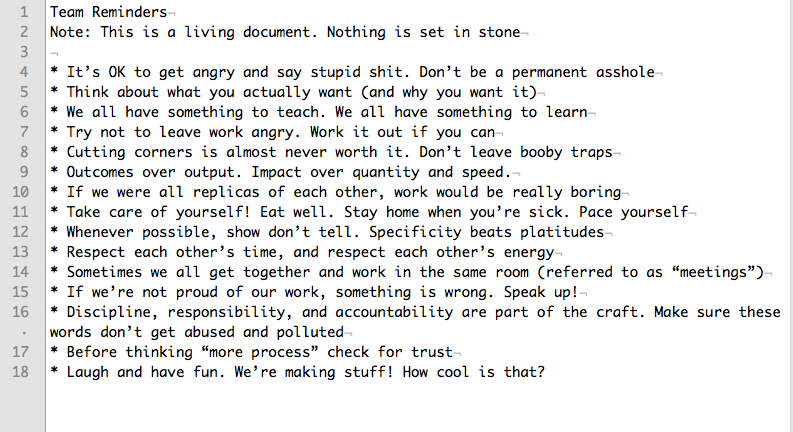 1 Team Reminders¬
2 Note: This is a living document. Nothing is set in stone¬
3 ¬
4 * It’s OK to get angry and say stupid shit. Don’t be a permanent asshole¬
5 * Think about what you actually want (and why you want it)¬
6 * We all have something to teach. We all have something to learn¬
7 * Try not to leave work angry. Work it out if you can¬
8 * Cutting corners is almost never worth it. Don’t leave booby traps¬
9 * Outcomes over output. Impact over quantity and speed.¬
10 * If we were all replicas of each other, work would be really boring¬
11 * Take care of yourself! Eat well. Stay home when you’re sick. Pace yourself¬
12 * Whenever possible, show don’t tell. Specificity beats platitudes¬
13 * Respect each other’s time, and respect each other’s energy¬
14 * Sometimes we all get together and work in the same room (referred to as “meetings”)¬
15 * If we’re not proud of our work, something is wrong. Speak up!¬
16 * Discipline, responsibility, and accountability are part of the craft. Make sure these
· words don’t get abused and polluted¬
17 * Before thinking “more process” check for trust¬
18 * Laugh and have fun. We’re making stuff! How cool is that?